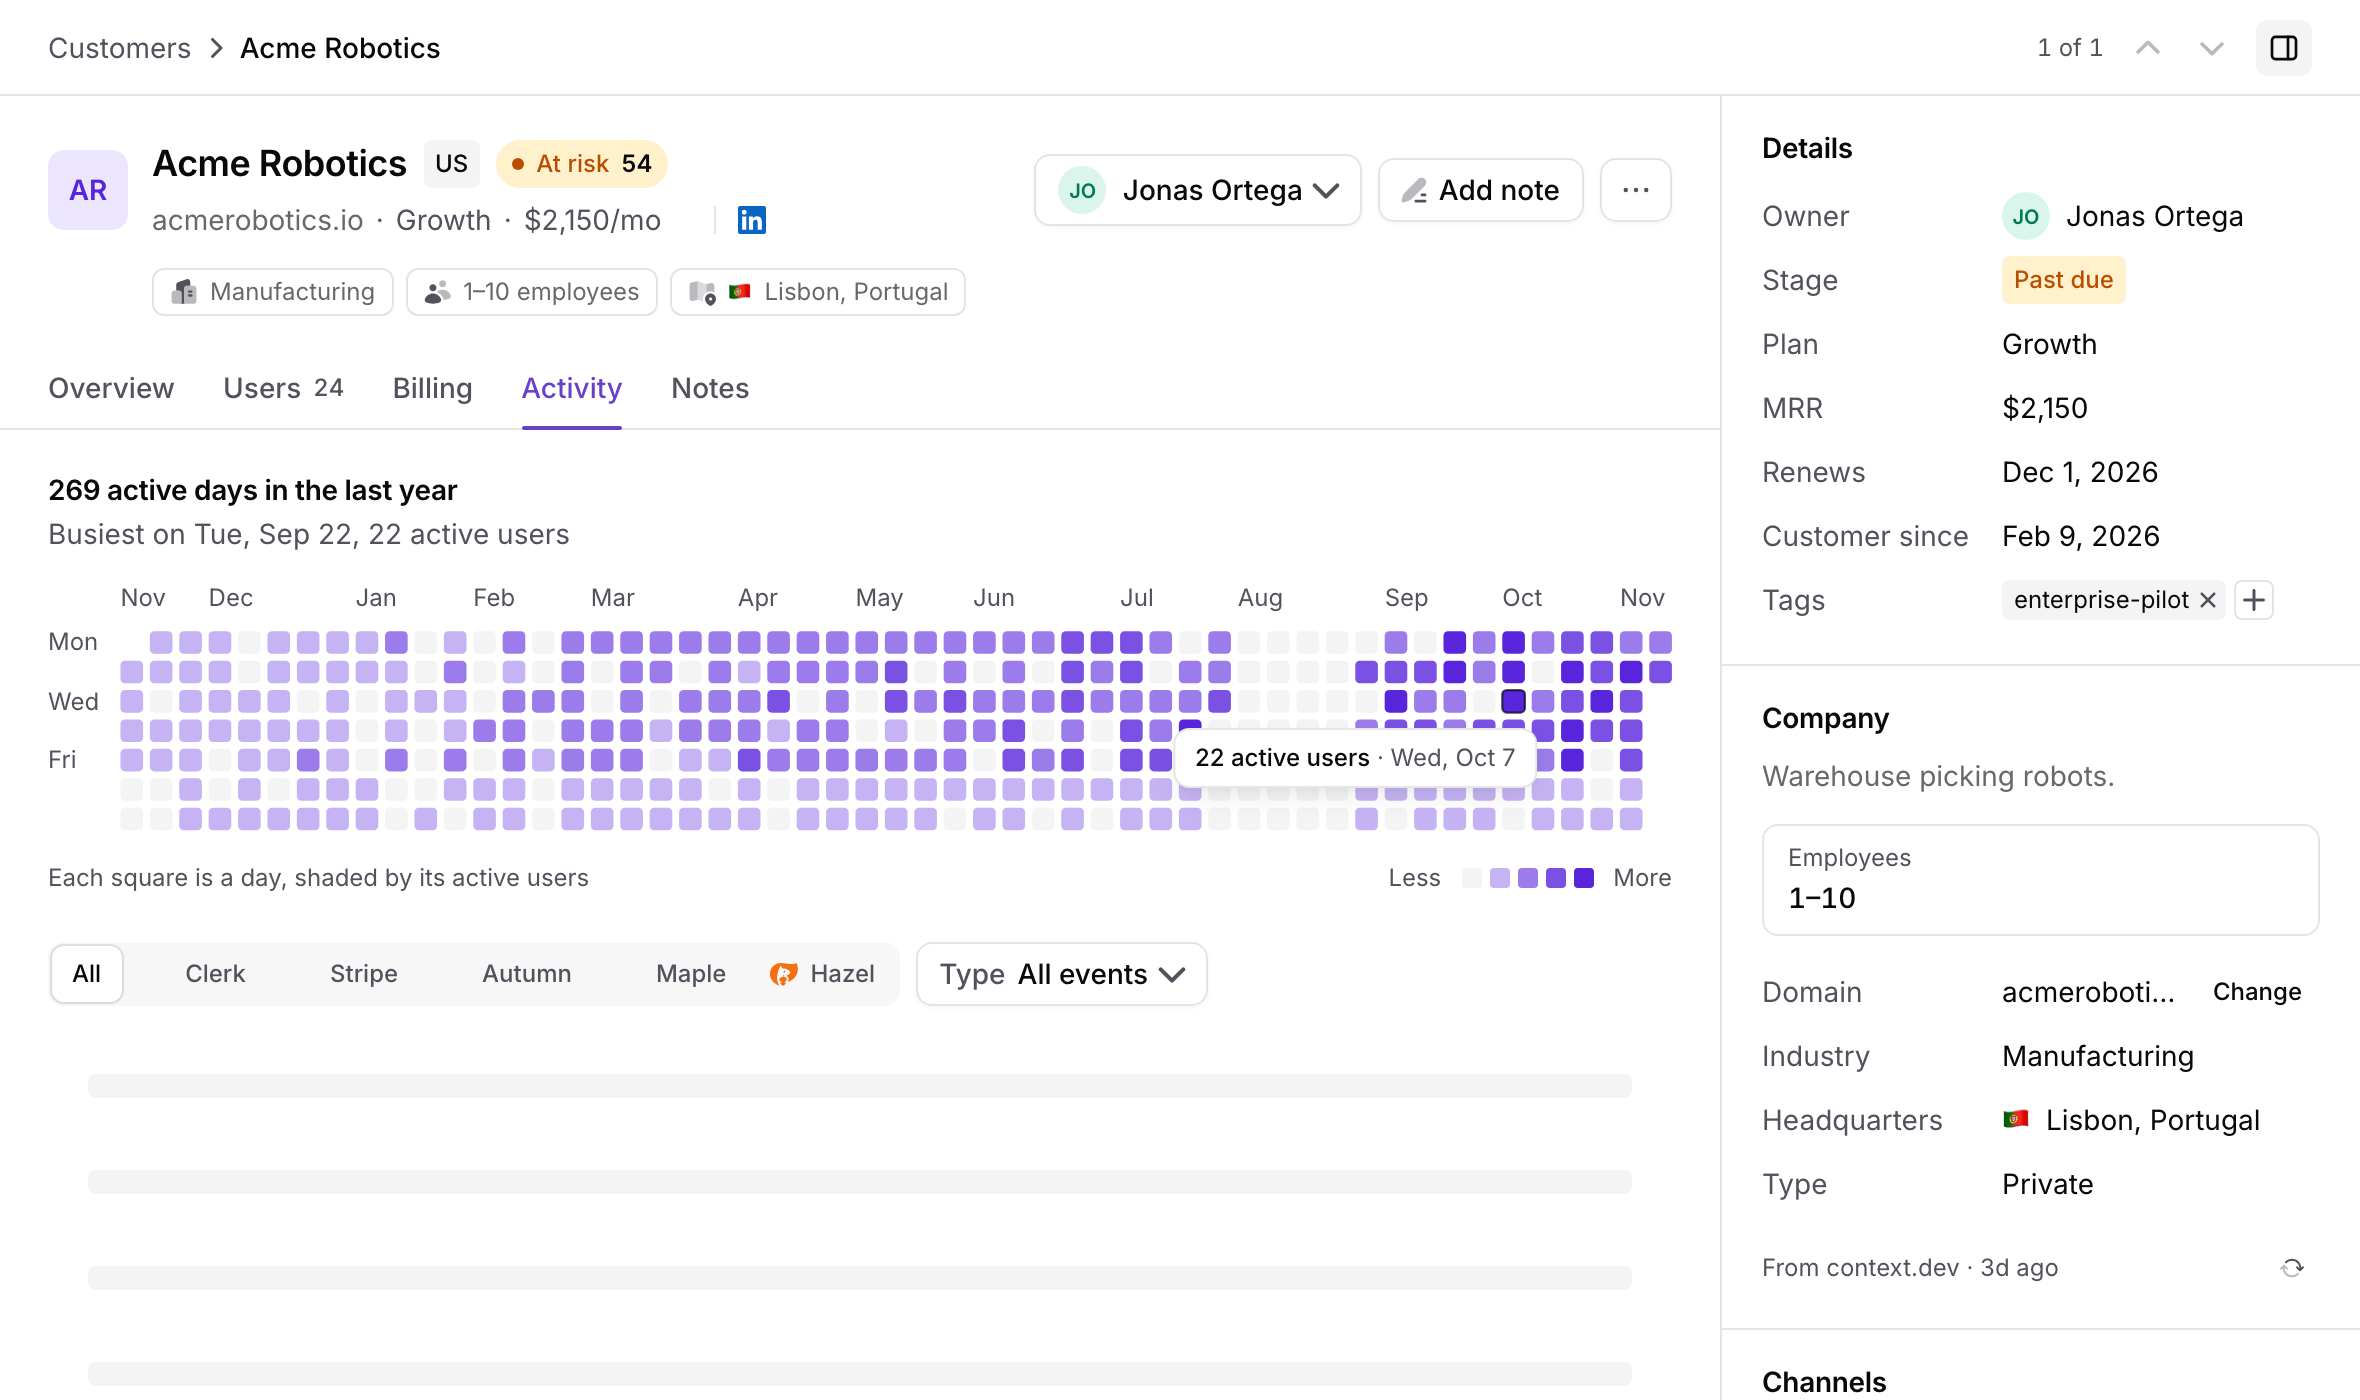 Customers > Acme Robotics
1 of 1
AR
Acme Robotics US At risk 54
acmerobotics.io · Growth · $2,150/mo
in
JO Jonas Ortega
Add note
Manufacturing
1–10 employees
Lisbon, Portugal
Overview
Users 24
Billing
Activity
Notes
269 active days in the last year
Busiest on Tue, Sep 22, 22 active users
Nov Dec Jan Feb Mar Apr May Jun Jul Aug Sep Oct Nov
Mon
Wed
Fri
22 active users · Wed, Oct 7
Each square is a day, shaded by its active users
Less
More
All
Clerk
Stripe
Autumn
Maple
Hazel
Type All events
Details
Owner JO Jonas Ortega
Stage Past due
Plan Growth
MRR $2,150
Renews Dec 1, 2026
Customer since Feb 9, 2026
Tags enterprise-pilot
Company
Warehouse picking robots.
Employees
1–10
Domain acmeroboti... Change
Industry Manufacturing
Headquarters Lisbon, Portugal
Type Private
From context.dev · 3d ago
Channels